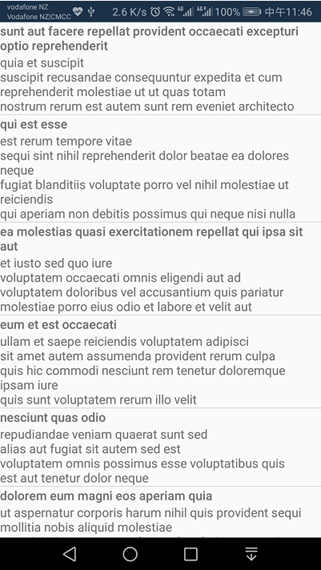 vodafone NZ
Vodafone NZ|CMCC
2.6 K/s 100% 中午11:46
sunt aut facere repellat provident occaecati excepturi
optio reprehenderit
quia et suscipit
suscipit recusandae consequuntur expedita et cum
reprehenderit molestiae ut ut quas totam
nostrum rerum est autem sunt rem eveniet architecto
qui est esse
est rerum tempore vitae
sequi sint nihil reprehenderit dolor beatae ea dolores
neque
fugiat blanditiis voluptate porro vel nihil molestiae ut
reiciendis
qui aperiam non debitis possimus qui neque nisi nulla
ea molestias quasi exercitationem repellat qui ipsa sit
aut
et iusto sed quo iure
voluptatem occaecati omnis eligendi aut ad
voluptatem doloribus vel accusantium quis pariatur
molestiae porro eius odio et labore et velit aut
eum et est occaecati
ullam et saepe reiciendis voluptatem adipisci
sit amet autem assumenda provident rerum culpa
quis hic commodi nesciunt rem tenetur doloremque
ipsam iure
quis sunt voluptatem rerum illo velit
nesciunt quas odio
repudiandae veniam quaerat sunt sed
alias aut fugiat sit autem sed est
voluptatem omnis possimus esse voluptatibus quis
est aut tenetur dolor neque
dolorem eum magni eos aperiam quia
ut aspernatur corporis harum nihil quis provident sequi
mollitia nobis aliquid molestiae